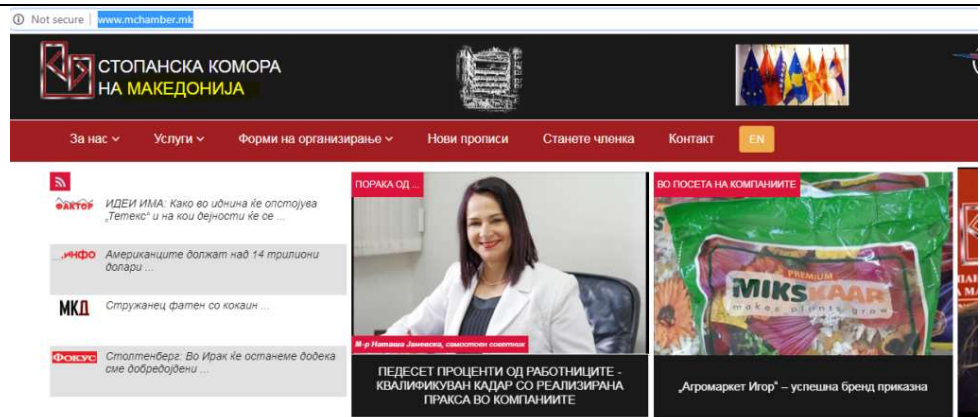 Not secure
www.mchamber.mk
СТОПАНСКА КОМОРА
НА МАКЕДОНИЈА
За нас
Услуги
Форми на организирање
Нови прописи
Станете членка
Контакт
EN
ФАКТОР
ИДЕИ ИМА: Како во иднина ќе опстојува
„Тетекс“ и на кои дејности ќе се ...
ИНФО
Американците должат над 14 трилиони
долари ...
МКД
Стружанец фатен со кокаин ...
ФОКУС
Столтенберг: Во Ирак ќе останеме додека
сме добредојдени ...
ПОРАКА ОД ...
М-р Наташа Јаневска, самостоен советник
ПЕДЕСЕТ ПРОЦЕНТИ ОД РАБОТНИЦИТЕ -
КВАЛИФИКУВАН КАДАР СО РЕАЛИЗИРАНА
ПРАКСА ВО КОМПАНИИТЕ
ВО ПОСЕТА НА КОМПАНИИТЕ
PREMIUM
MIKSKAAR
makes plants grow
„Агромаркет Игор“ – успешна бренд приказна